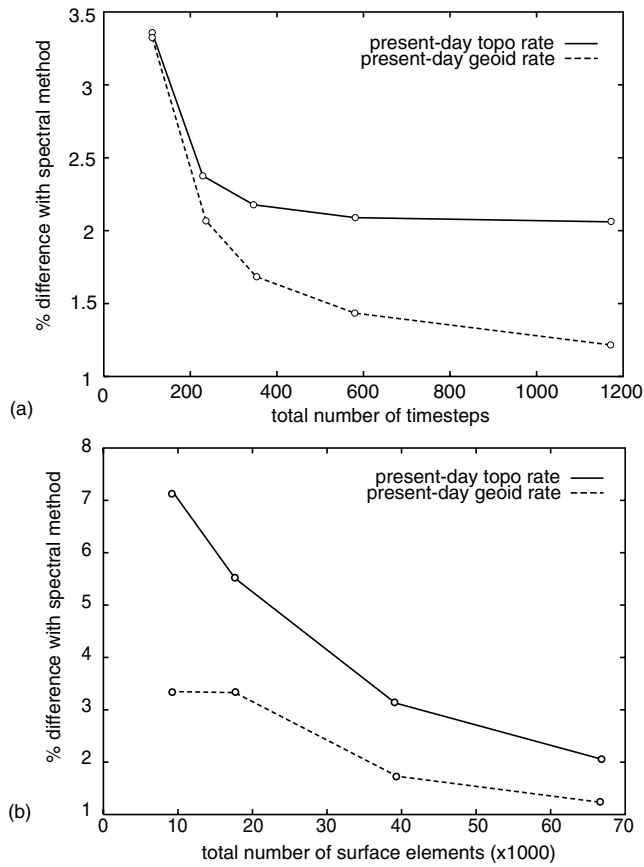 3.5
3
2.5
2
1.5
1
% difference with spectral method
present-day topo rate
present-day geoid rate
0 200 400 600 800 1000 1200
total number of timesteps
(a)
8
7
6
5
4
3
2
1
% difference with spectral method
present-day topo rate
present-day geoid rate
0 10 20 30 40 50 60 70
total number of surface elements (x1000)
(b)